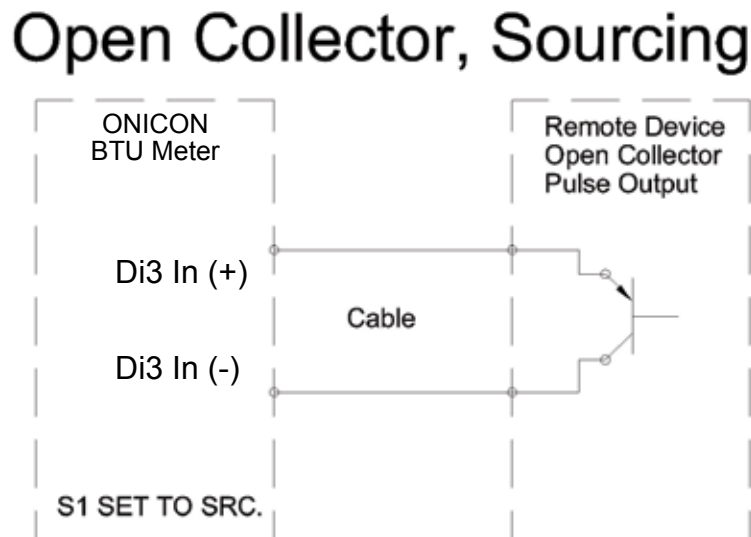 Open Collector, Sourcing
ONICON
BTU Meter
Remote Device
Open Collector
Pulse Output
Di3 In (+)
Cable
Di3 In (-)
S1 SET TO SRC.